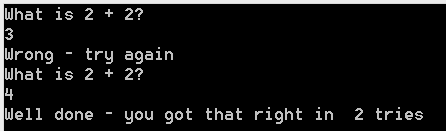 What is 2 + 2?
3
Wrong - try again
What is 2 + 2?
4
Well done - you got that right in  2 tries